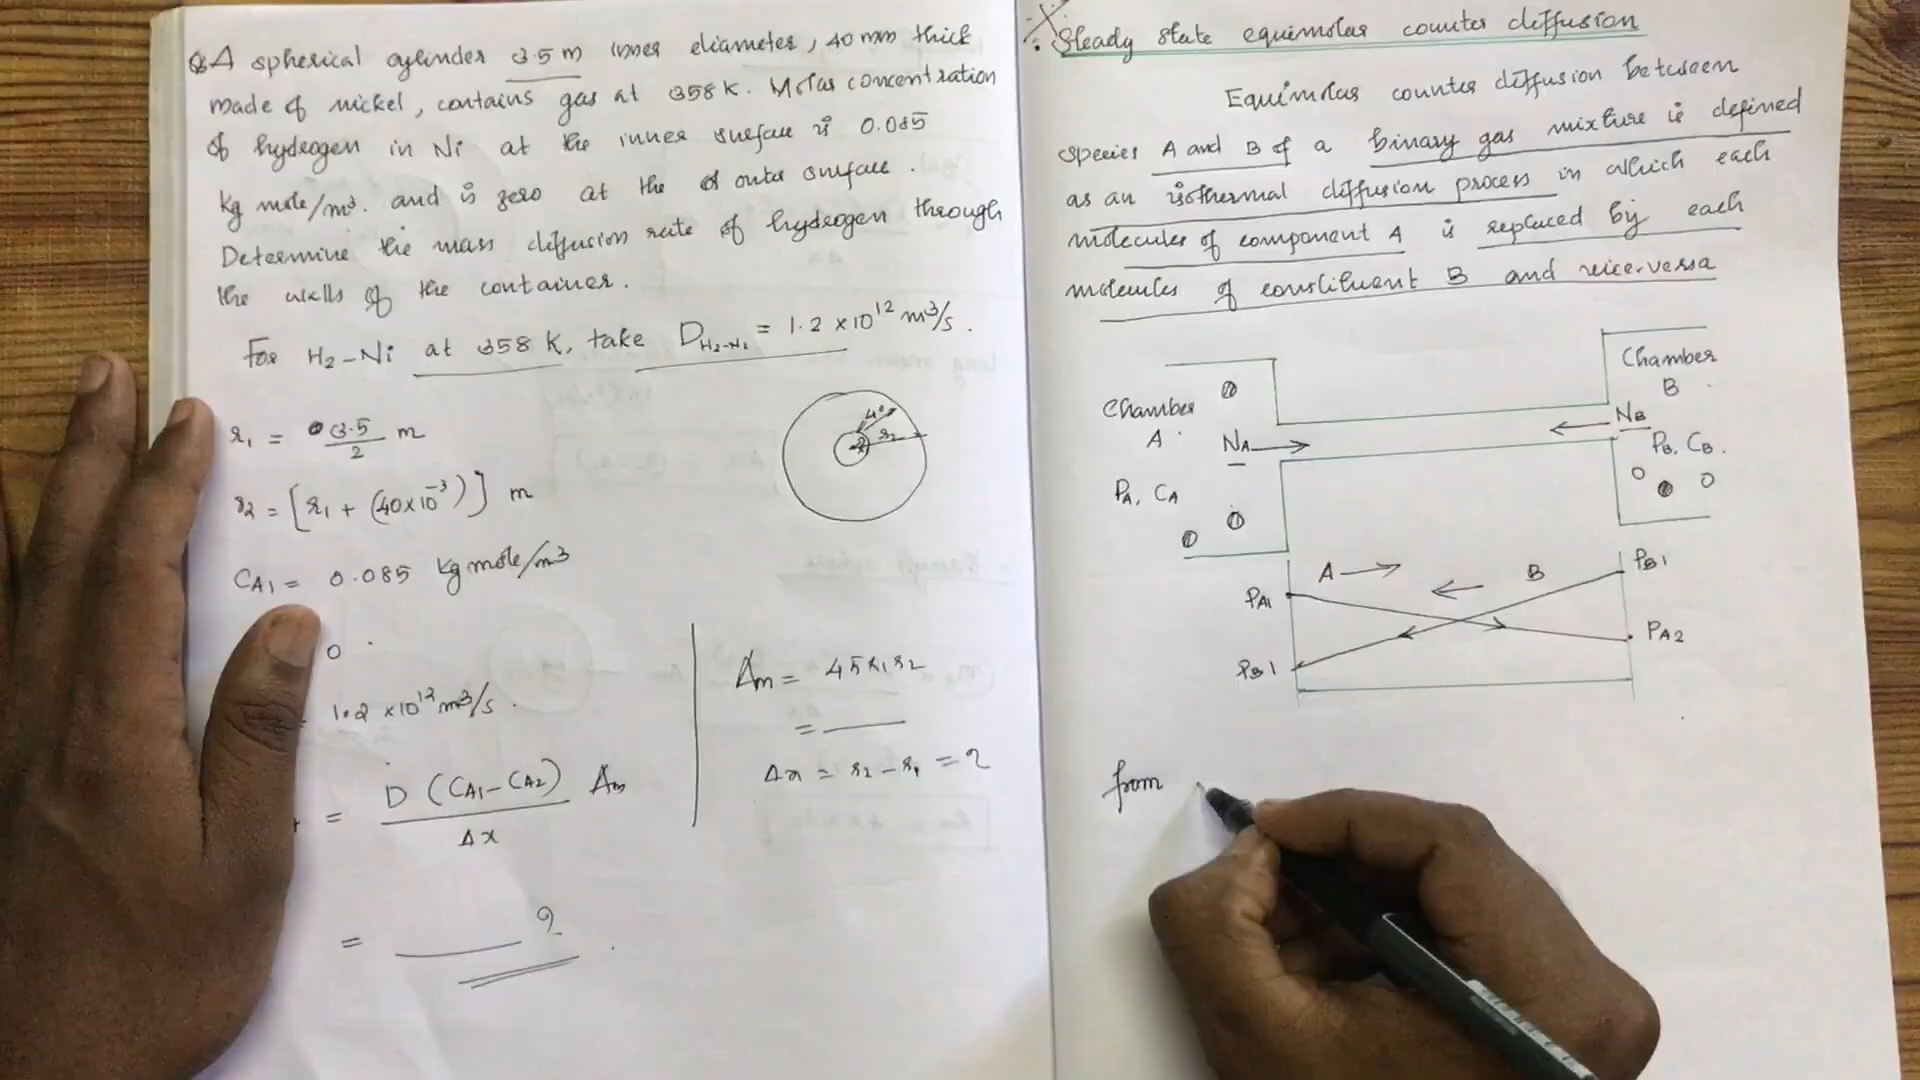 Q. A spherical cylinder 3.5 m inner diameter, 40 mm thick
made of nickel, contains gas at 358 K. Molar concentration
of hydrogen in Ni at the inner surface is 0.085
kg mole/m³. and is zero at the outer surface.
Determine the mass diffusion rate of hydrogen through
the walls of the container.
For H₂-Ni at 358 K, take D H₂-Ni = 1.2 x 10¹² m³/s.
r₁ = 3.5/2 m
r₂ = [r₁ + (40x10⁻³)] m
40
r₂
CA1 = 0.085 kg mole/m³
0
1.2 x 10¹² m³/s.
= D (CA1 - CA2) / Δx Am
= ?
Am = 4π r₁ r₂
=
Δx = r₂ - r₁ = ?
Steady state equimolar counter diffusion
Equimolar counter diffusion between
species A and B of a binary gas mixture is defined
as an isothermal diffusion process in which each
molecules of component A is replaced by each
molecules of constituent B and vice-versa
Chamber
A
NA
PA, CA
Chamber
B
NB
PB, CB.
A
B
PA1
PB1
PB1
PA2
from